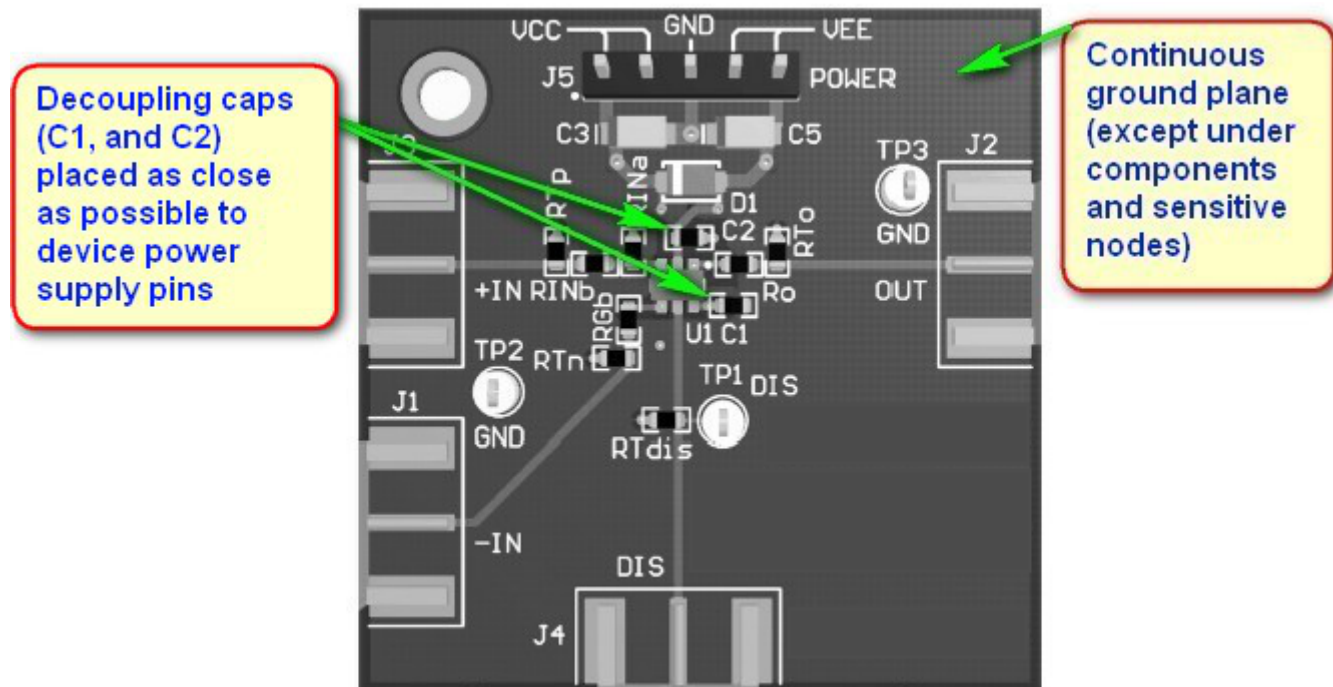 Decoupling caps
(C1, and C2)
placed as close
as possible to
device power
supply pins
Continuous
ground plane
(except under
components
and sensitive
nodes)
VCC
GND
VEE
J5
POWER
C3
C5
TP3
J2
RTP
RINa
D1
C2
RTo
GND
+IN
RINb
Ro
OUT
RGb
U1
C1
TP2
RTn
TP1
DIS
J1
GND
RTdis
-IN
DIS
J4